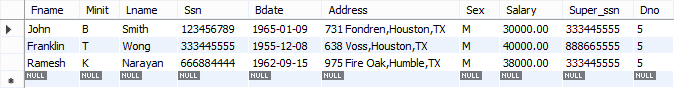 Fname Minit Lname Ssn Bdate Address Sex Salary Super_ssn Dno
John B Smith 123456789 1965-01-09 731 Fondren,Houston,TX M 30000.00 333445555 5
Franklin T Wong 333445555 1955-12-08 638 Voss,Houston,TX M 40000.00 888665555 5
Ramesh K Narayan 666884444 1962-09-15 975 Fire Oak,Humble,TX M 38000.00 333445555 5
NULL NULL NULL NULL NULL NULL NULL NULL NULL NULL